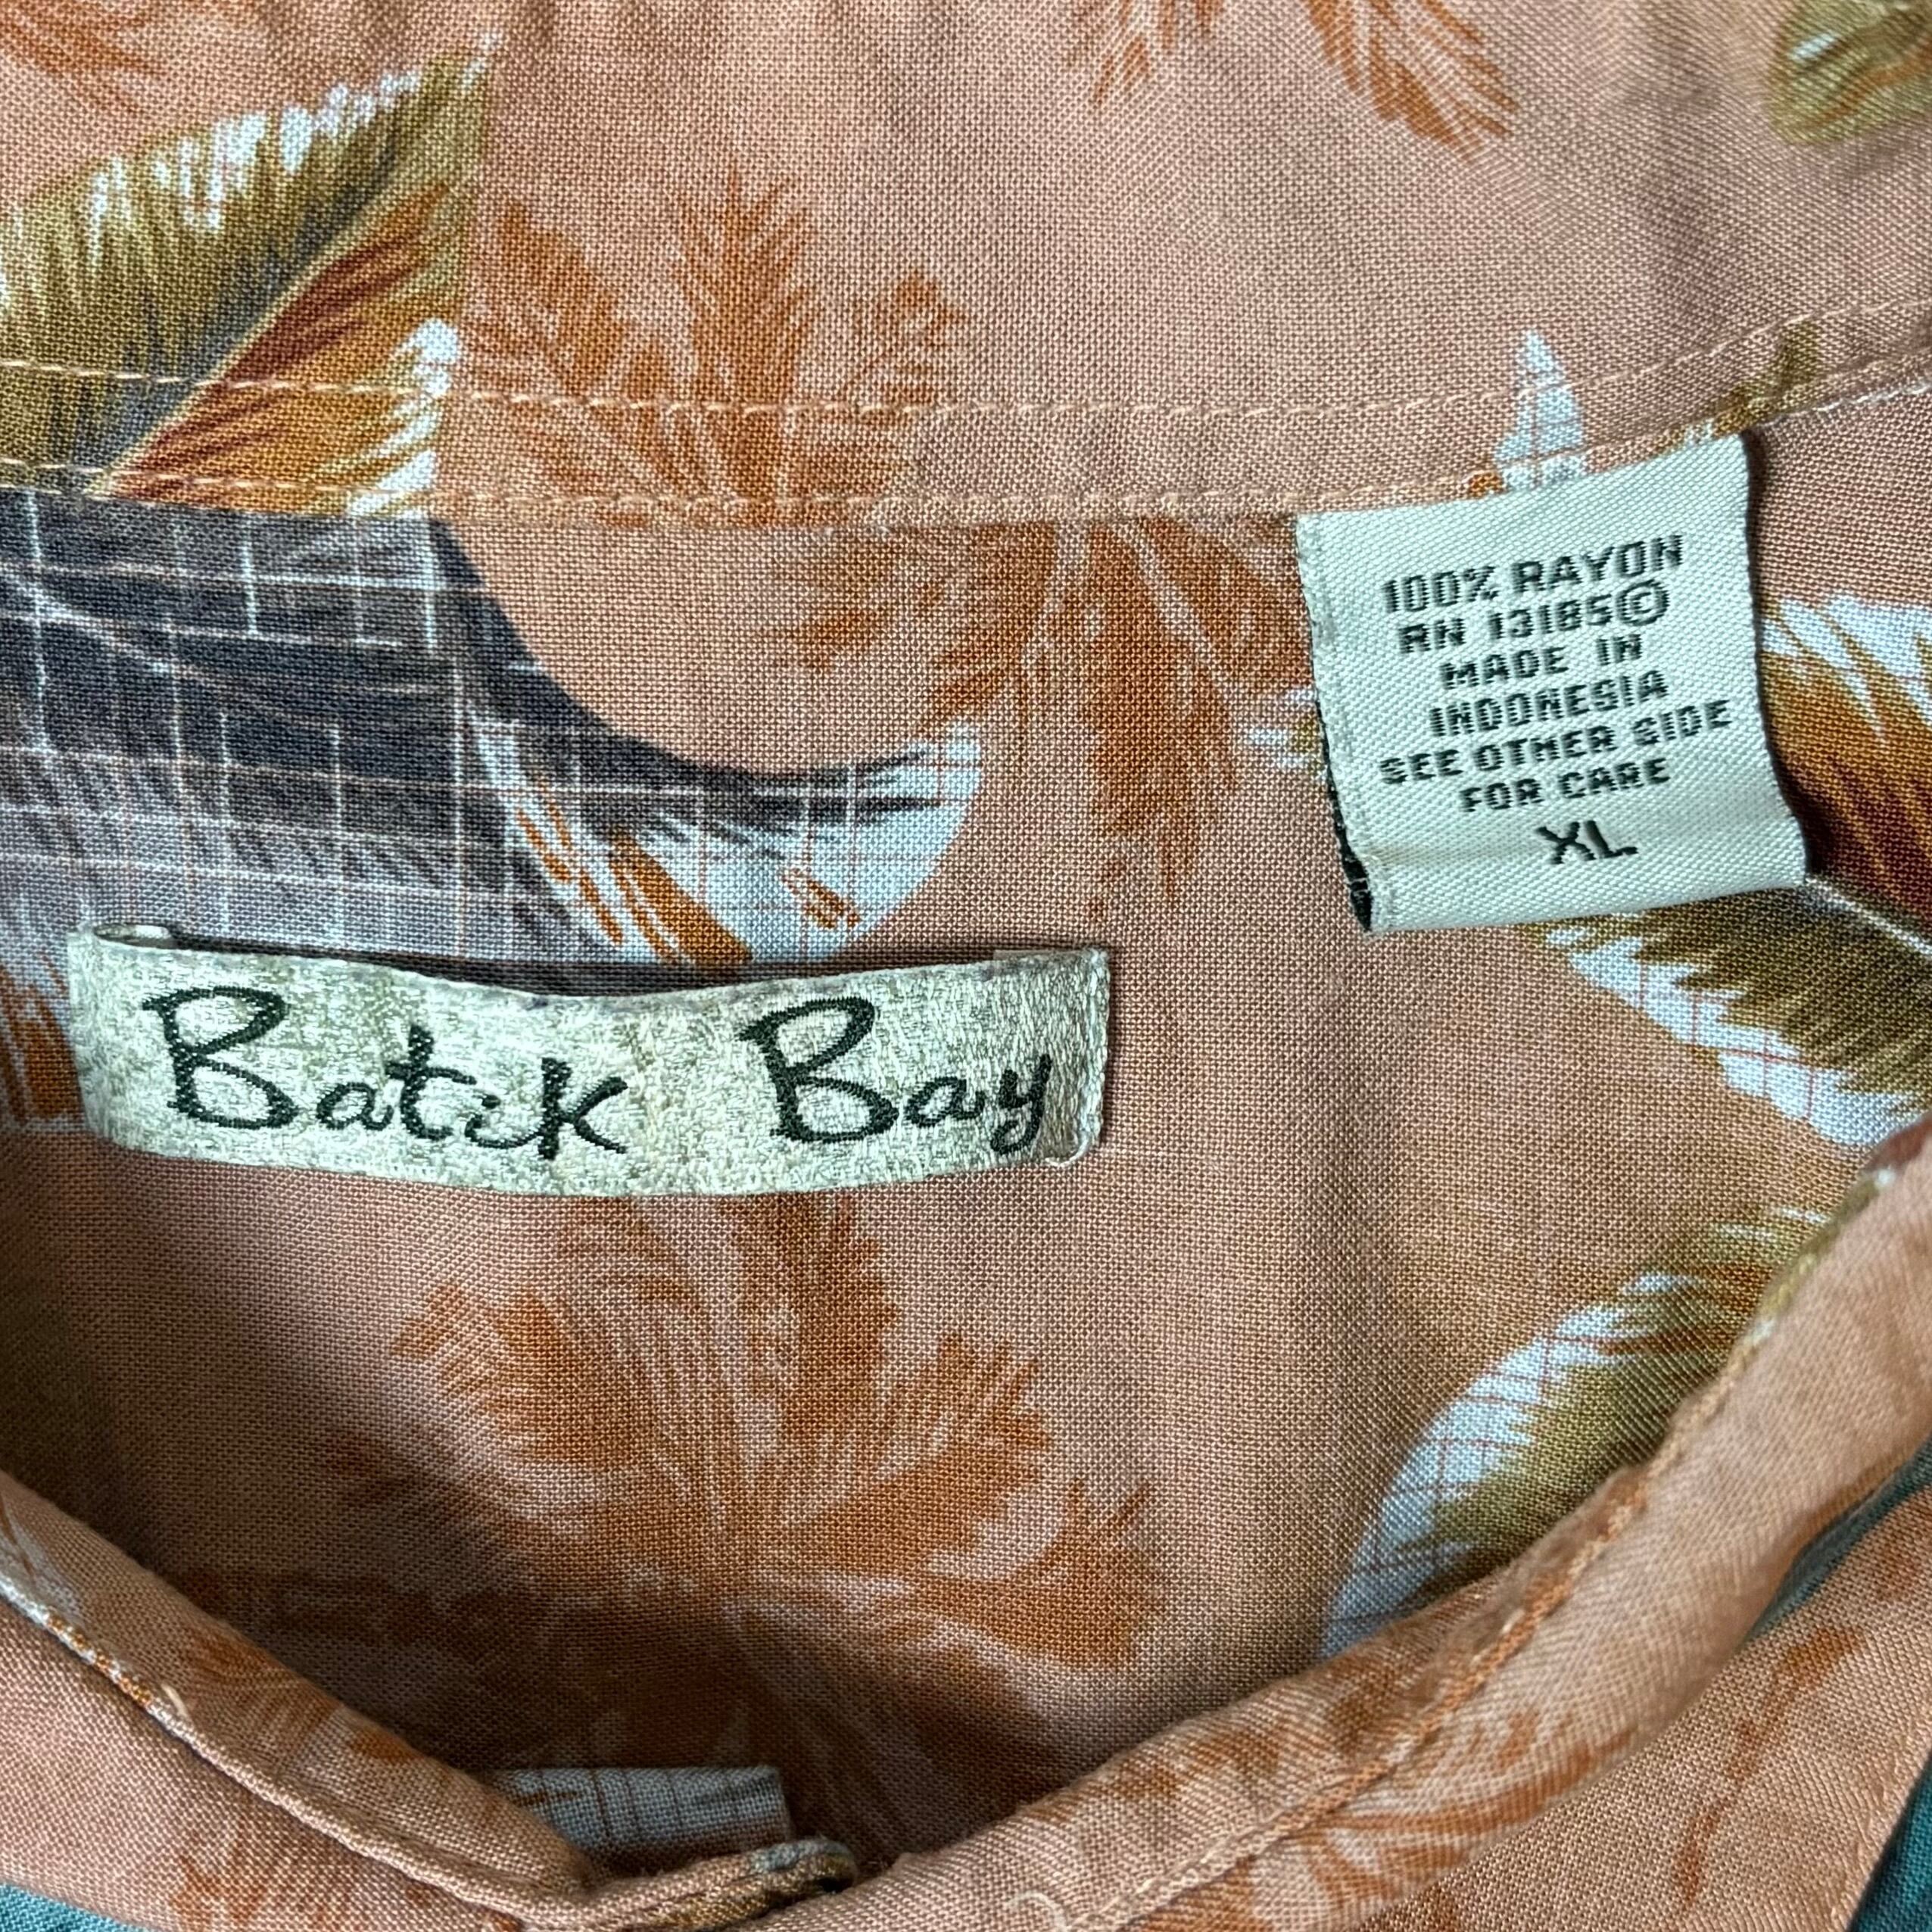 100% RAYON
RN 13185©
MADE IN
INDONESIA
SEE OTHER SIDE
FOR CARE
XL
Batik Bay